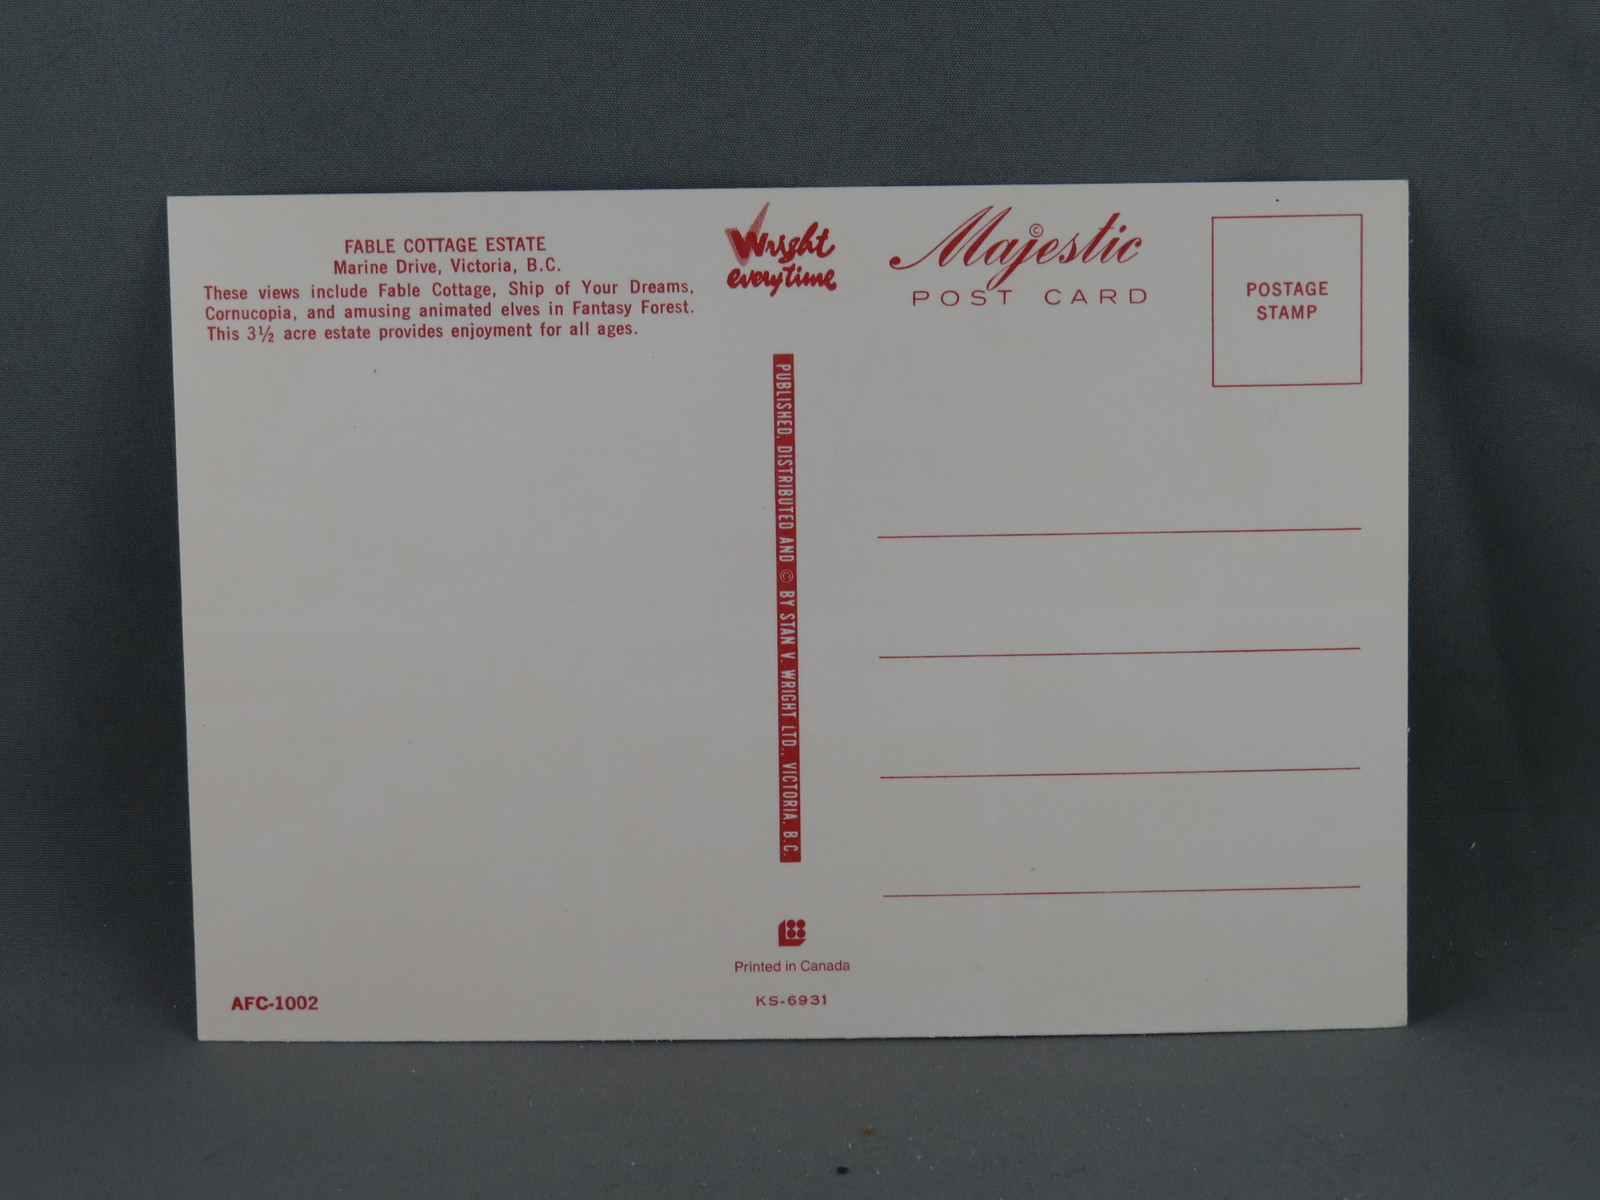 FABLE COTTAGE ESTATE
Marine Drive, Victoria, B.C.
These views include Fable Cottage, Ship of Your Dreams,
Cornucopia, and amusing animated elves in Fantasy Forest.
This 3½ acre estate provides enjoyment for all ages.
Wright
everytime
Majestic ©
POST CARD
POSTAGE
STAMP
PUBLISHED, DISTRIBUTED AND © BY STAN V. WRIGHT LTD., VICTORIA, B.C.
Printed in Canada
KS-6931
AFC-1002